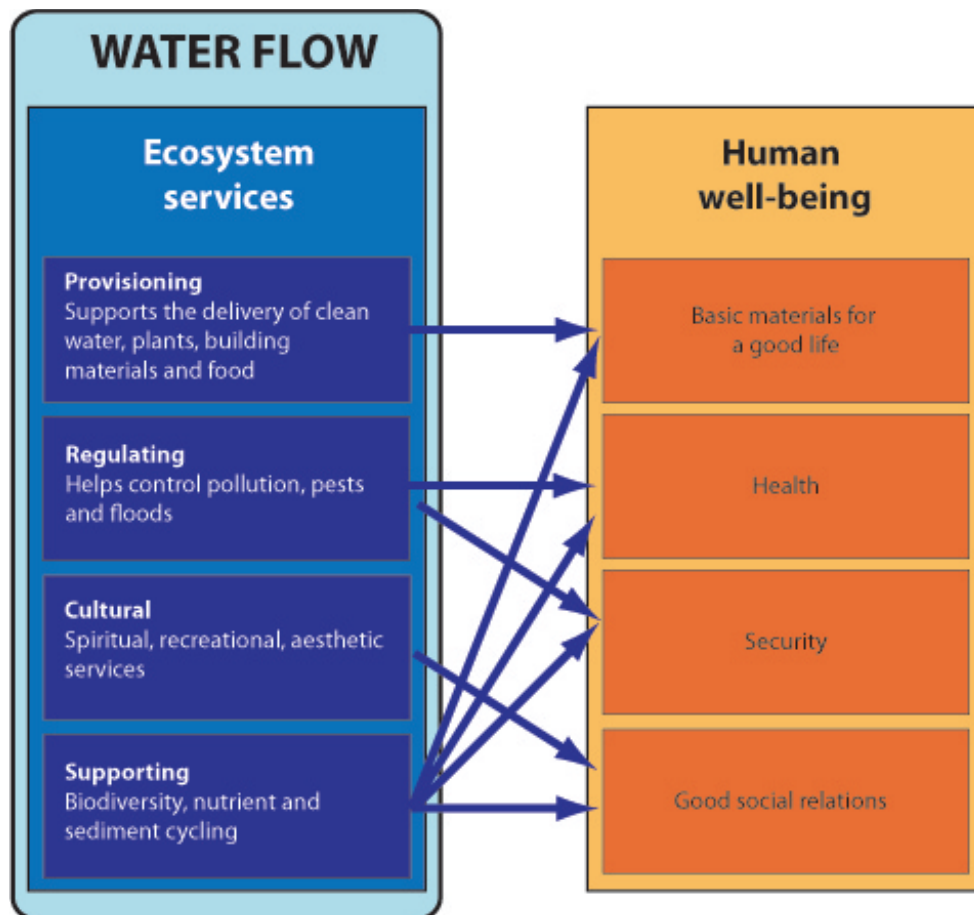 WATER FLOW
Ecosystem
services
Provisioning
Supports the delivery of clean
water, plants, building
materials and food
Regulating
Helps control pollution, pests
and floods
Cultural
Spiritual, recreational, aesthetic
services
Supporting
Biodiversity, nutrient and
sediment cycling
Human
well-being
Basic materials for
a good life
Health
Security
Good social relations